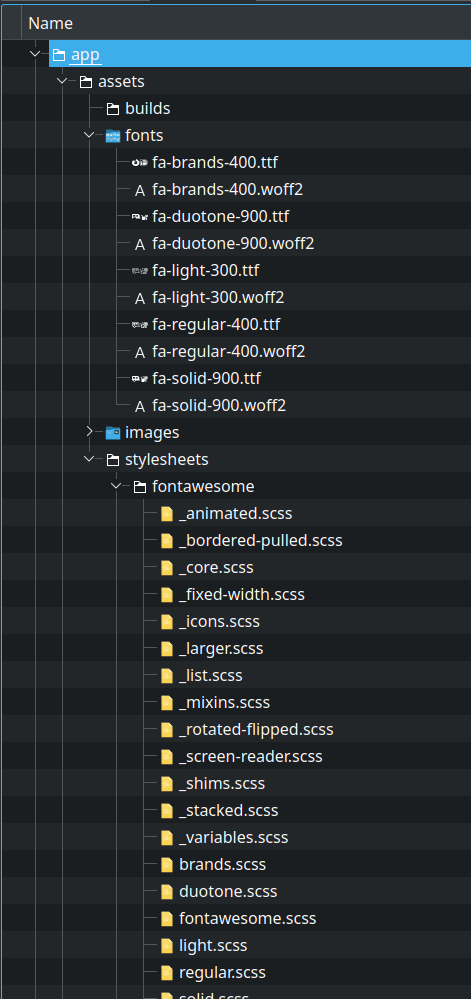 Name
app
assets
builds
fonts
fa-brands-400.ttf
fa-brands-400.woff2
fa-duotone-900.ttf
fa-duotone-900.woff2
fa-light-300.ttf
fa-light-300.woff2
fa-regular-400.ttf
fa-regular-400.woff2
fa-solid-900.ttf
fa-solid-900.woff2
images
stylesheets
fontawesome
_animated.scss
_bordered-pulled.scss
_core.scss
_fixed-width.scss
_icons.scss
_larger.scss
_list.scss
_mixins.scss
_rotated-flipped.scss
_screen-reader.scss
_shims.scss
_stacked.scss
_variables.scss
brands.scss
duotone.scss
fontawesome.scss
light.scss
regular.scss
solid.scss